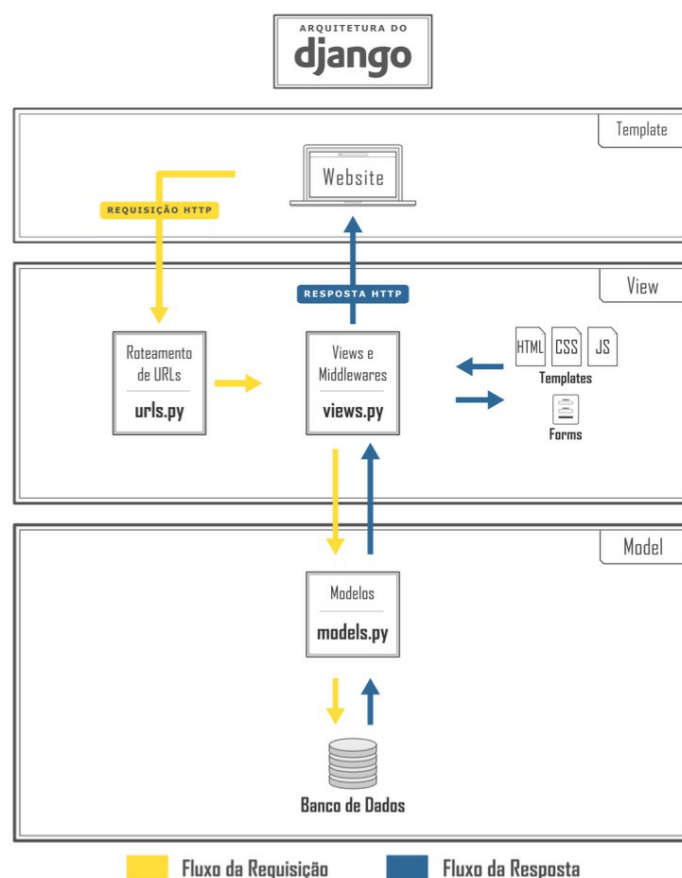 ARQUITETURA DO
django
Template
Website
REQUISIÇÃO HTTP
RESPOSTA HTTP
View
Roteamento
de URLs
urls.py
Views e
Middlewares
views.py
HTML
CSS
JS
Templates
Forms
Model
Modelos
models.py
Banco de Dados
Fluxo da Requisição
Fluxo da Resposta